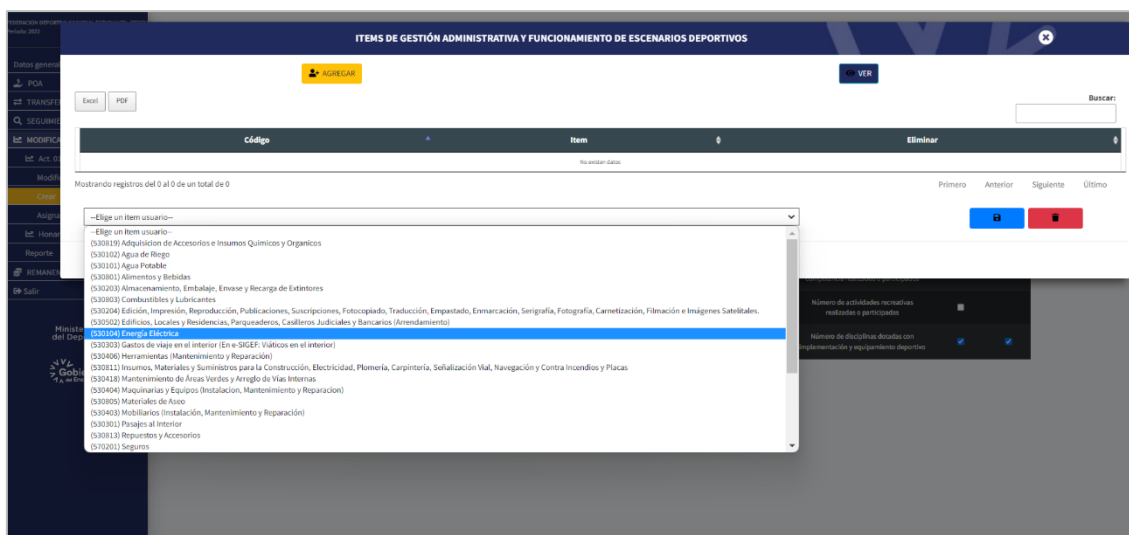 Periodo: 2023
ITEMS DE GESTIÓN ADMINISTRATIVA Y FUNCIONAMIENTO DE ESCENARIOS DEPORTIVOS
Datos general
AGREGAR
VER
POA
TRANSFE
Excel PDF
Buscar:
SEGUIMIE
MODIFICA
Código Item Eliminar
Act. 0
No existen datos
Modifi
Mostrando registros del 0 al 0 de un total de 0
Primero Anterior Siguiente Último
Crear
Asigna
--Elige un item usuario--
Honor
--Elige un item usuario--
(530819) Adquisicion de Accesorios e Insumos Quimicos y Organicos
Reporte
(530102) Agua de Riego
(530101) Agua Potable
REMANEN
(530801) Alimentos y Bebidas
(530203) Almacenamiento, Embalaje, Envase y Recarga de Extintores
Salir
(530803) Combustibles y Lubricantes
Número de actividades recreativas
realizadas o participadas
(530204) Edición, Impresión, Reproducción, Publicaciones, Suscripciones, Fotocopiado, Traducción, Empastado, Enmarcación, Serigrafía, Fotografía, Carnetización, Filmación e Imágenes Satelitales.
(530502) Edificios, Locales y Residencias, Parqueaderos, Casilleros Judiciales y Bancarios (Arrendamiento)
Ministe
del Dep
(530104) Energía Eléctrica
Número de disciplinas dotadas con
implementación y equipamiento deportivo
(530303) Gastos de viaje en el interior (En e-SIGEF: Viáticos en el interior)
(530406) Herramientas (Mantenimiento y Reparación)
Gobie
(530811) Insumos, Materiales y Suministros para la Construcción, Electricidad, Plomería, Carpintería, Señalización Vial, Navegación y Contra Incendios y Placas
(530418) Mantenimiento de Áreas Verdes y Arreglo de Vías Internas
(530404) Maquinarias y Equipos (Instalacion, Mantenimiento y Reparacion)
(530805) Materiales de Aseo
(530403) Mobiliarios (Instalación, Mantenimiento y Reparación)
(530301) Pasajes al Interior
(530813) Repuestos y Accesorios
(570201) Seguros